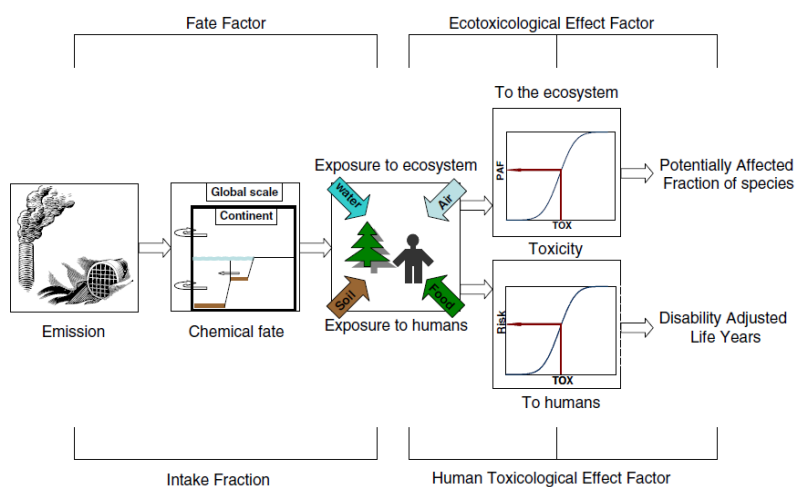 Fate Factor
Ecotoxicological Effect Factor
To the ecosystem
PAF
TOX
Potentially Affected
Fraction of species
Exposure to ecosystem
Global scale
Continent
water
Air
Soil
Food
Toxicity
Emission
Chemical fate
Exposure to humans
Risk
TOX
Disability Adjusted
Life Years
To humans
Intake Fraction
Human Toxicological Effect Factor